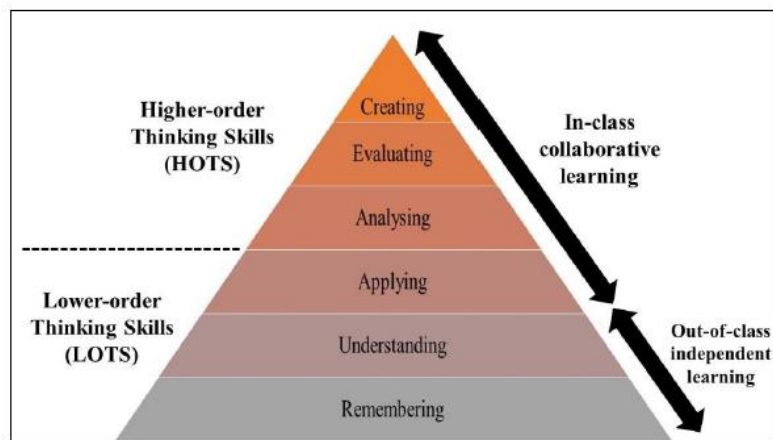 Higher-order
Thinking Skills
(HOTS)
Lower-order
Thinking Skills
(LOTS)
Creating
Evaluating
Analysing
Applying
Understanding
Remembering
In-class
collaborative
learning
Out-of-class
independent
learning